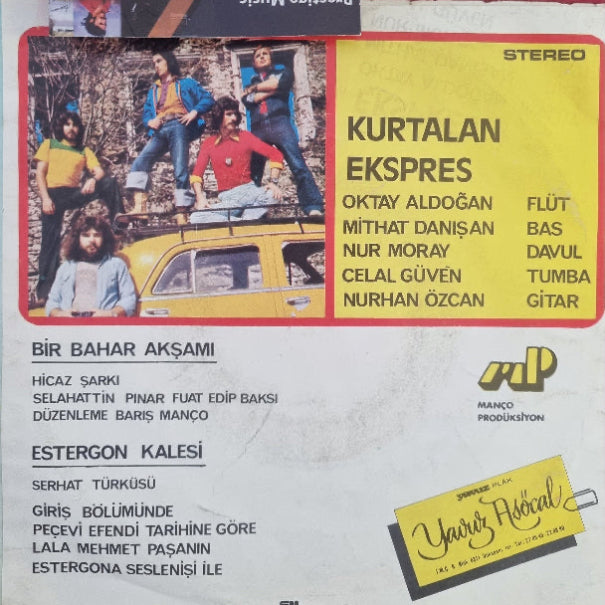 Prestige Music
STEREO
KURTALAN
EKSPRES
OKTAY ALDOĞAN FLÜT
MİTHAT DANIŞAN BAS
NUR MORAY DAVUL
CELAL GÜVEN TUMBA
NURHAN ÖZCAN GİTAR
BİR BAHAR AKŞAMI
HİCAZ ŞARKI
SELAHATTİN PINAR FUAT EDİP BAKSI
DÜZENLEME BARIŞ MANÇO
MANÇO
PRODÜKSİYON
ESTERGON KALESİ
SERHAT TÜRKÜSÜ
GİRİŞ BÖLÜMÜNDE
PEÇEVİ EFENDİ TARİHİNE GÖRE
LALA MEHMET PAŞANIN
ESTERGONA SESLENİŞİ İLE
YAVUZ PLAK
Yavuz Asöcal